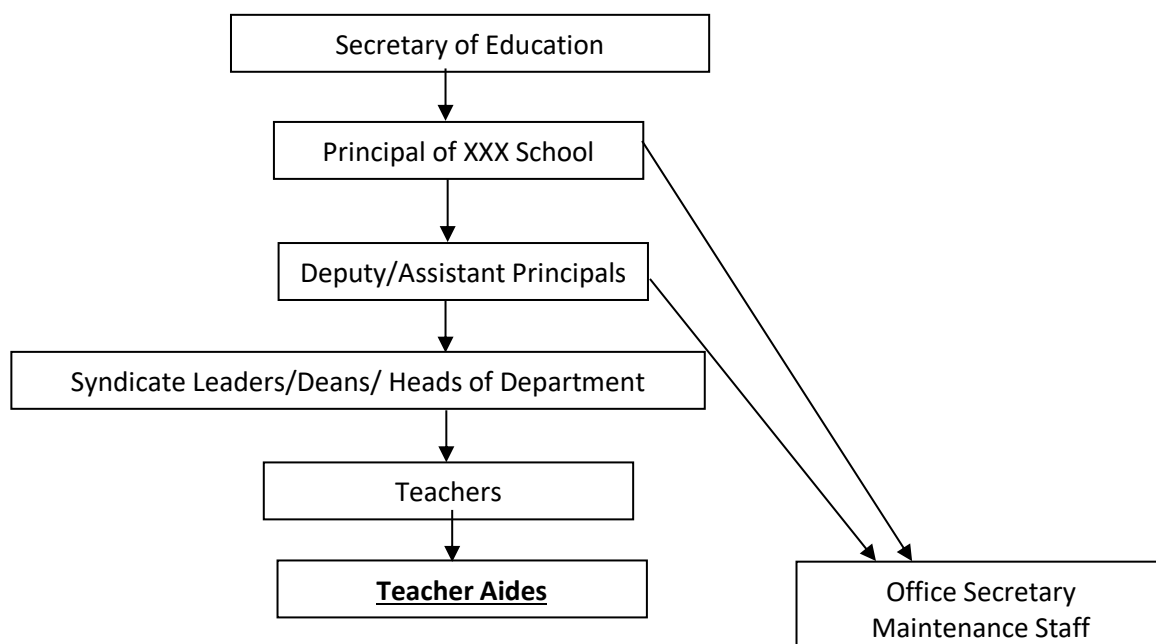 Secretary of Education
Principal of XXX School
Deputy/Assistant Principals
Syndicate Leaders/Deans/ Heads of Department
Teachers
Teacher Aides
Office Secretary
Maintenance Staff